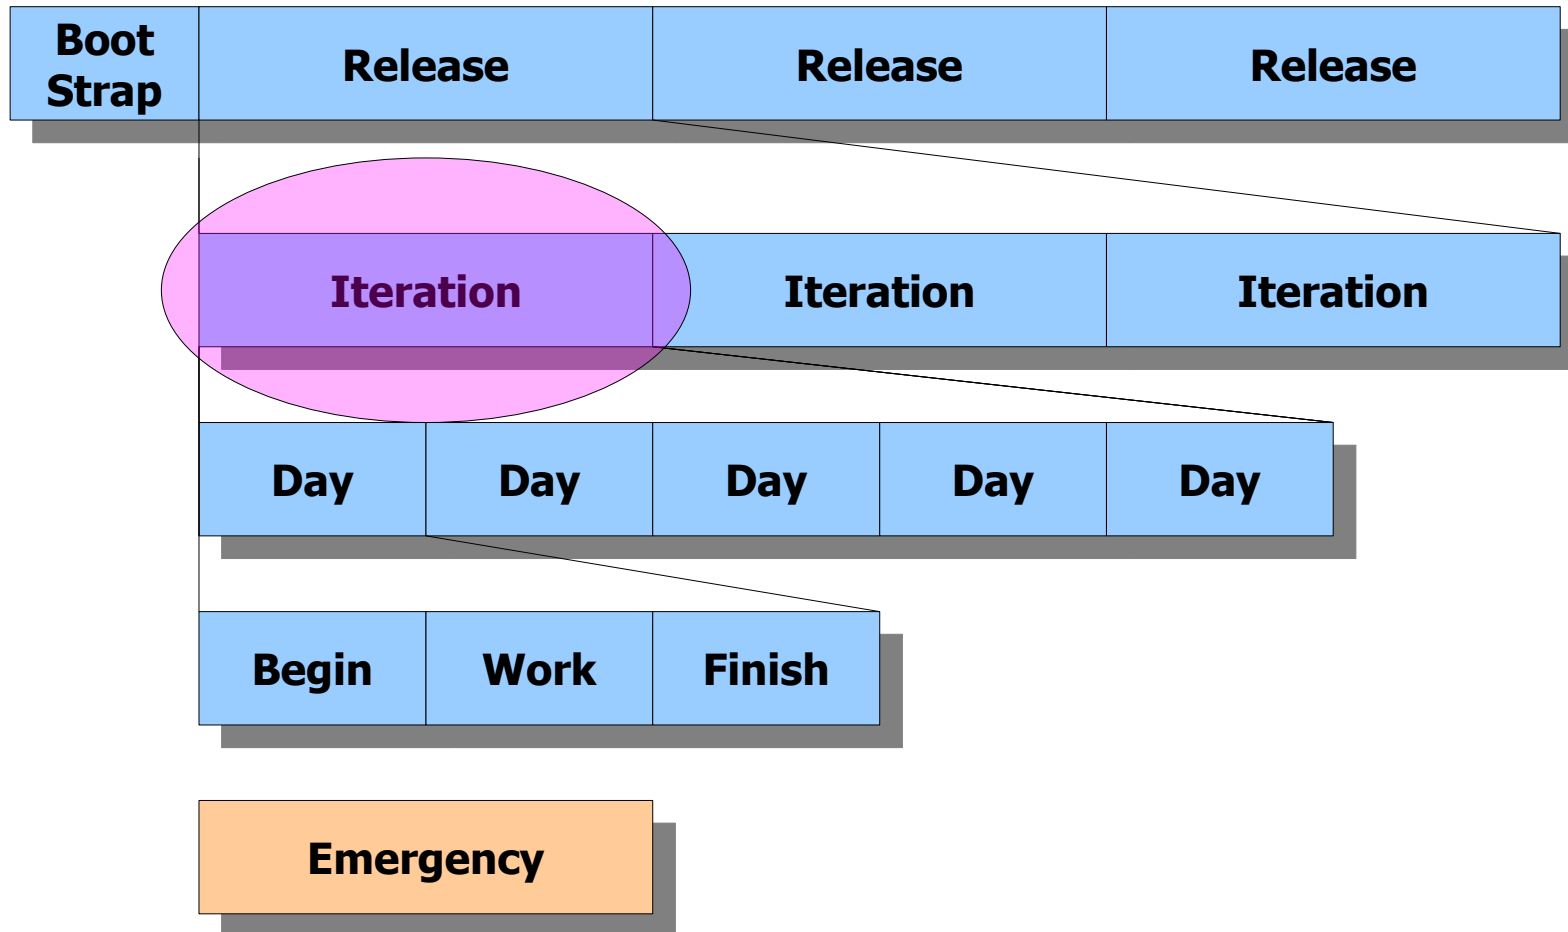 Boot
Strap
Release
Release
Release
Iteration
Iteration
Iteration
Day
Day
Day
Day
Day
Begin
Work
Finish
Emergency